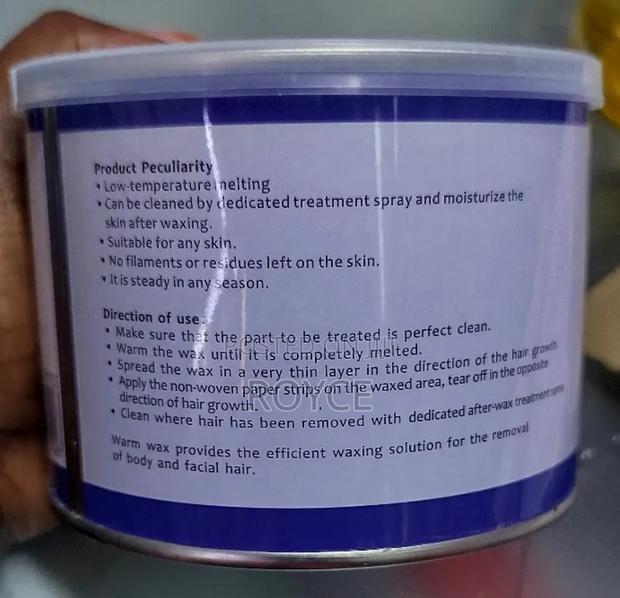 Product Peculiarity
• Low-temperature melting
• Can be cleaned by dedicated treatment spray and moisturize the
skin after waxing.
• Suitable for any skin.
• No filaments or residues left on the skin.
• It is steady in any season.
Direction of use:
• Make sure that the part to be treated is perfect clean.
• Warm the wax until it is completely melted.
• Spread the wax in a very thin layer in the direction of the hair growth
• Apply the non-woven paper strips on the waxed area, tear off in the opposite
direction of hair growth.
ROYCE
• Clean where hair has been removed with dedicated after-wax treatment spray.
Warm wax provides the efficient waxing solution for the removal
of body and facial hair.